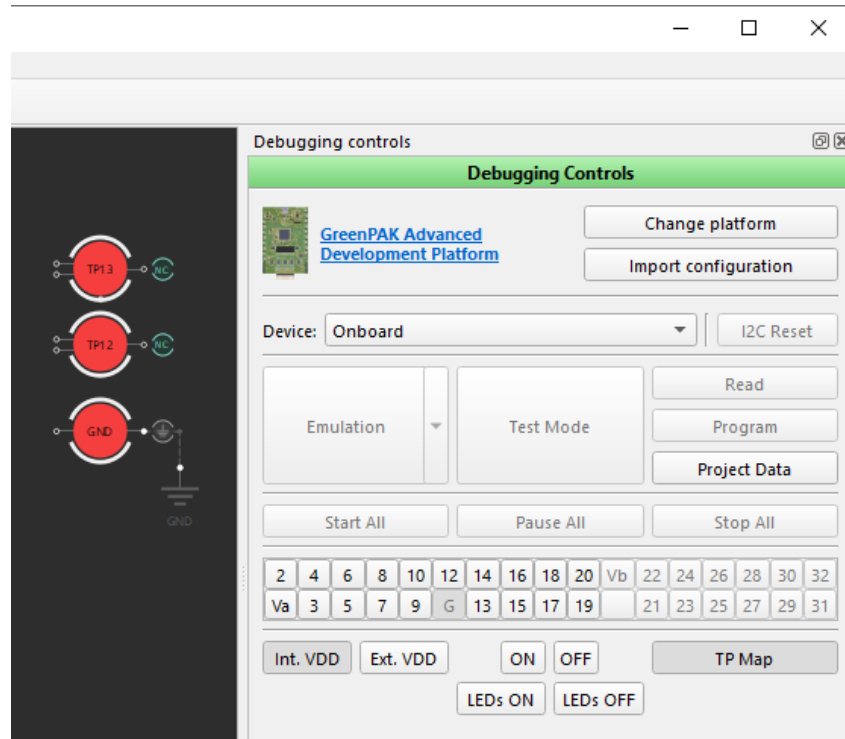 Debugging controls
Debugging Controls
GreenPAK Advanced
Development Platform
Change platform
Import configuration
Device: Onboard
I2C Reset
Emulation
Test Mode
Read
Program
Project Data
Start All
Pause All
Stop All
2 4 6 8 10 12 14 16 18 20 Vb 22 24 26 28 30 32
Va 3 5 7 9 G 13 15 17 19 21 23 25 27 29 31
Int. VDD Ext. VDD ON OFF TP Map
LEDs ON LEDs OFF
TP13 NC
TP12 NC
GND
GND